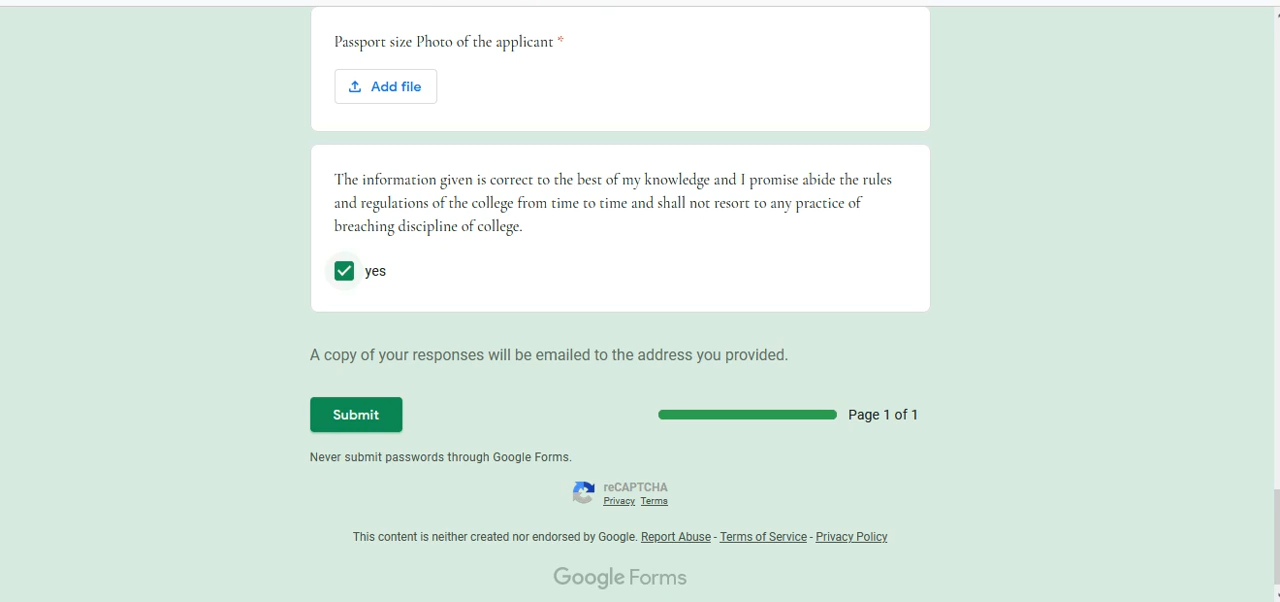 Passport size Photo of the applicant *
Add file
The information given is correct to the best of my knowledge and I promise abide the rules
and regulations of the college from time to time and shall not resort to any practice of
breaching discipline of college.
yes
A copy of your responses will be emailed to the address you provided.
Submit
Page 1 of 1
Never submit passwords through Google Forms.
reCAPTCHA
Privacy Terms
This content is neither created nor endorsed by Google. Report Abuse - Terms of Service - Privacy Policy
Google Forms